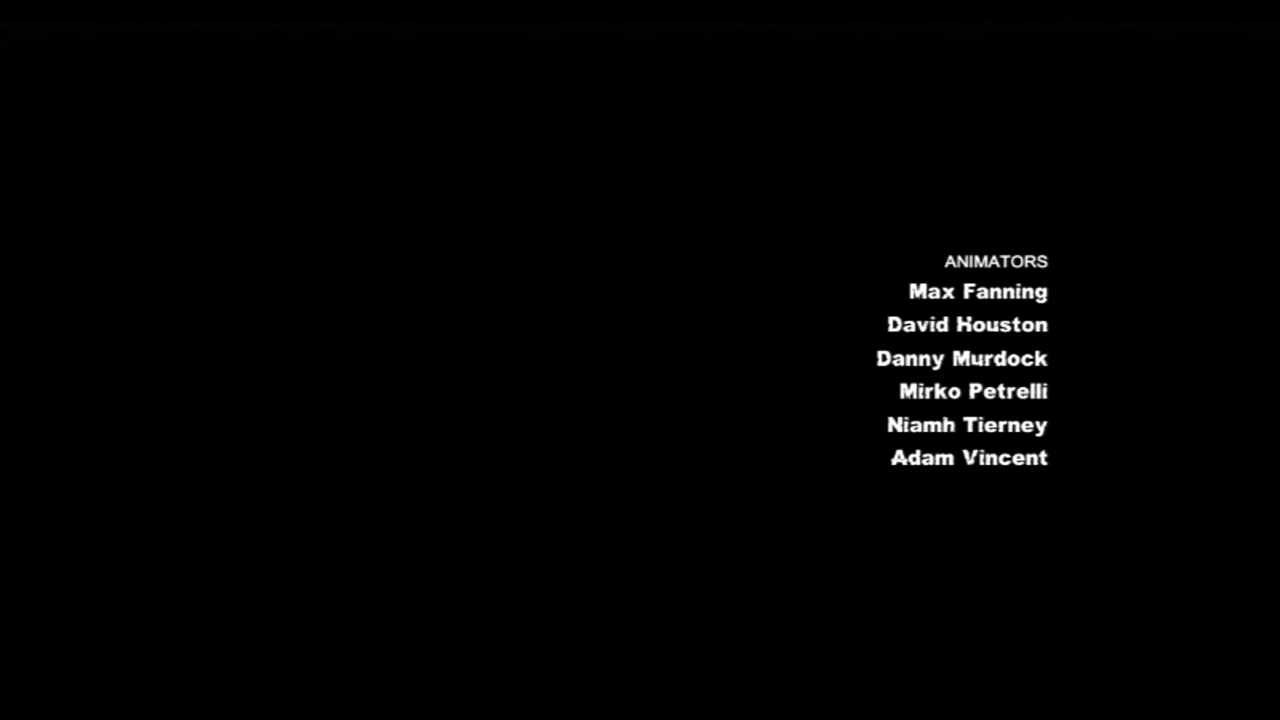 ANIMATORS
Max Fanning
David Houston
Danny Murdock
Mirko Petrelli
Niamh Tierney
Adam Vincent